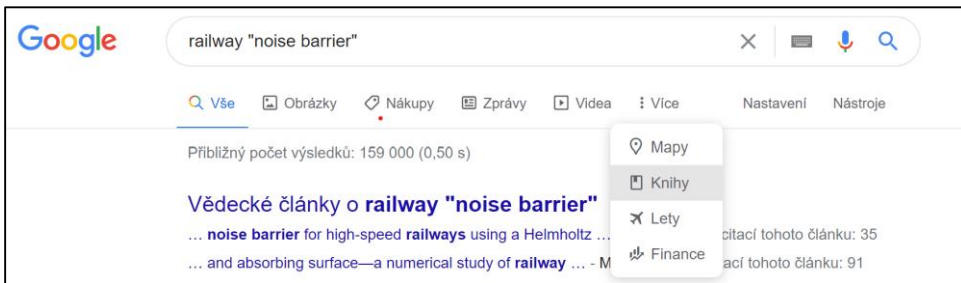 Google
railway "noise barrier"
Vše Obrázky Nákupy Zprávy Videa Více Nastavení Nástroje
Přibližný počet výsledků: 159 000 (0,50 s)
Mapy
Knihy
Lety
Finance
Vědecké články o railway "noise barrier"
... noise barrier for high-speed railways using a Helmholtz ... citací tohoto článku: 35
... and absorbing surface—a numerical study of railway ... - M ací tohoto článku: 91